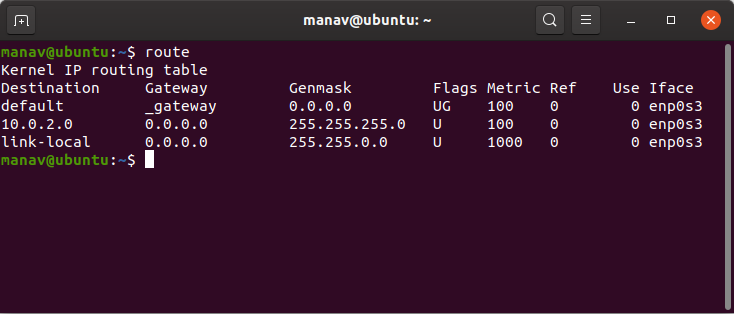 manav@ubuntu: ~
manav@ubuntu:~$ route
Kernel IP routing table
Destination     Gateway         Genmask         Flags Metric Ref    Use Iface
default         _gateway        0.0.0.0         UG    100    0        0 enp0s3
10.0.2.0        0.0.0.0         255.255.255.0   U     100    0        0 enp0s3
link-local      0.0.0.0         255.255.0.0     U     1000   0        0 enp0s3
manav@ubuntu:~$